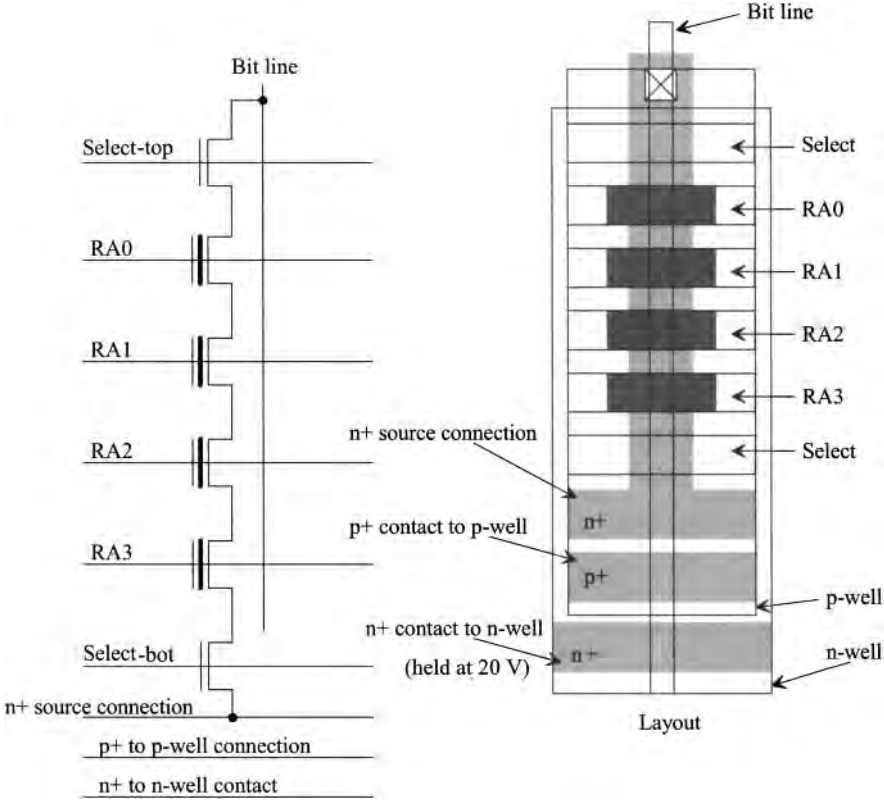 Bit line
Select-top
RA0
RA1
RA2
RA3
Select-bot
n+ source connection
p+ to p-well connection
n+ to n-well contact
Bit line
Select
RA0
RA1
RA2
RA3
Select
n+ source connection
n+
p+ contact to p-well
p+
p-well
n+ contact to n-well
n+
(held at 20 V)
n-well
Layout